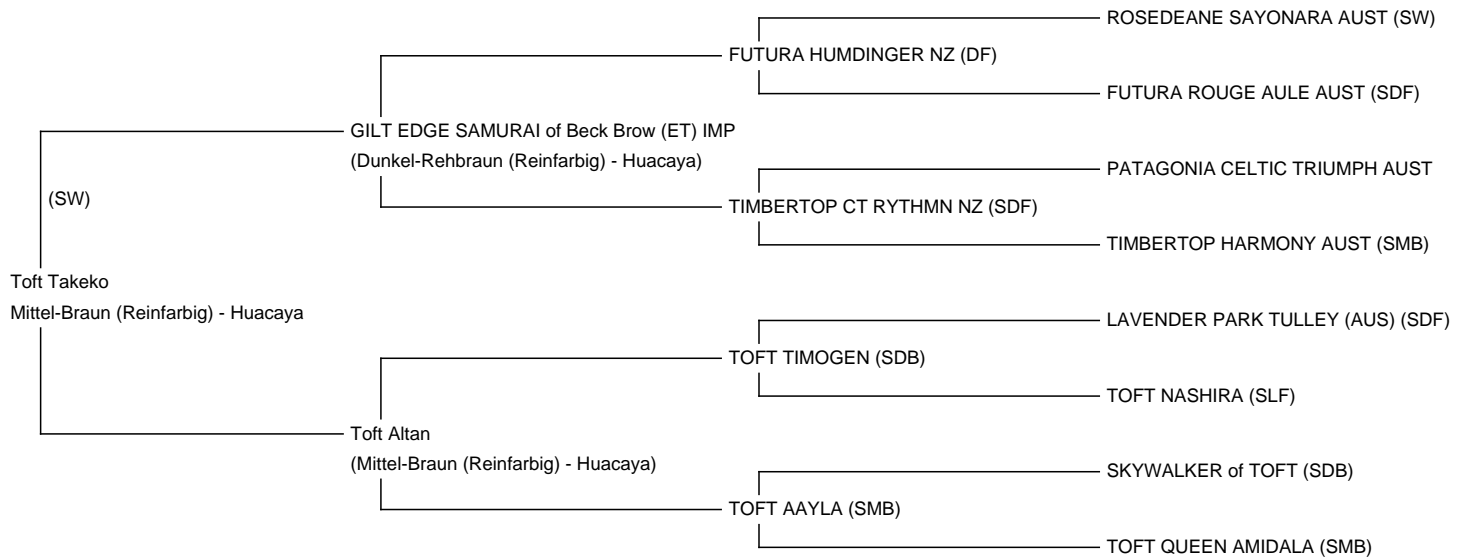 ROSEDEANE SAYONARA AUST (SW)
FUTURA HUMDINGER NZ (DF)
FUTURA ROUGE AULE AUST (SDF)
GILT EDGE SAMURAI of Beck Brow (ET) IMP
(Dunkel-Rehbraun (Reinfarbig) - Huacaya)
PATAGONIA CELTIC TRIUMPH AUST
(SW)
TIMBERTOP CT RYTHMN NZ (SDF)
TIMBERTOP HARMONY AUST (SMB)
Toft Takeko
Mittel-Braun (Reinfarbig) - Huacaya
LAVENDER PARK TULLEY (AUS) (SDF)
TOFT TIMOGEN (SDB)
TOFT NASHIRA (SLF)
Toft Altan
(Mittel-Braun (Reinfarbig) - Huacaya)
SKYWALKER of TOFT (SDB)
TOFT AAYLA (SMB)
TOFT QUEEN AMIDALA (SMB)